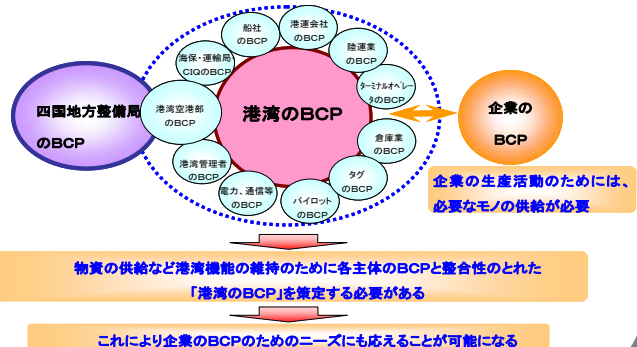 船社
のBCP
港運会社
のBCP
陸運業
のBCP
海保・運輸局・
CIQのBCP
ターミナルオペレー
タのBCP
四国地方整備局
のBCP
港湾空港部
のBCP
港湾のBCP
企業の
BCP
倉庫業
のBCP
港湾管理者
のBCP
タグ
のBCP
電力、通信等
のBCP
パイロット
のBCP
企業の生産活動のためには、
必要なモノの供給が必要
物資の供給など港湾機能の維持のために各主体のBCPと整合性のとれた
「港湾のBCP」を策定する必要がある
これにより企業のBCPのためのニーズにも応えることが可能になる